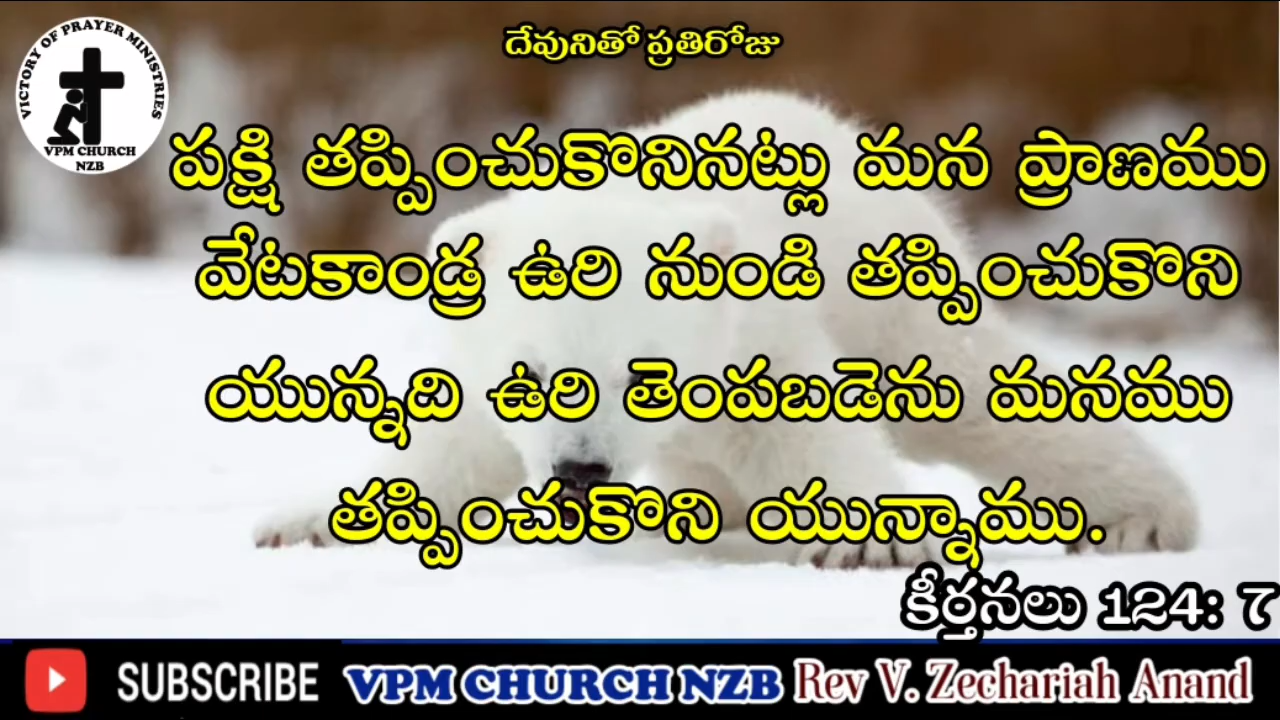 దేవునితో ప్రతిరోజు
VICTORY OF PRAYER MINISTRIES
VPM CHURCH
NZB
పక్షి తప్పించుకొనినట్లు మన ప్రాణము
వేటకాండ్ర ఉరి నుండి తప్పించుకొని
యున్నది ఉరి తెంపబడెను మనము
తప్పించుకొని యున్నాము.
కీర్తనలు 124: 7
SUBSCRIBE VPM CHURCH NZB Rev V. Zechariah Anand